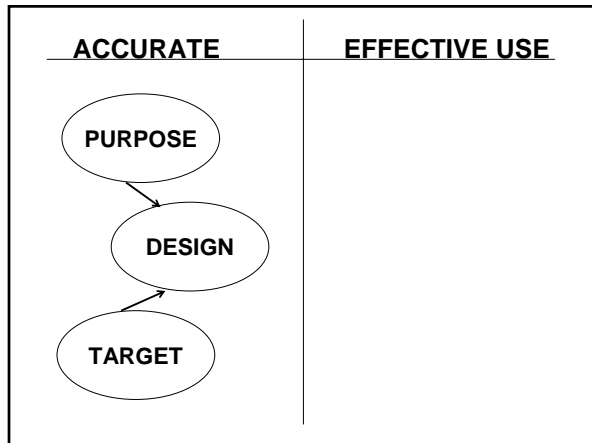 ACCURATE
EFFECTIVE USE
PURPOSE
DESIGN
TARGET